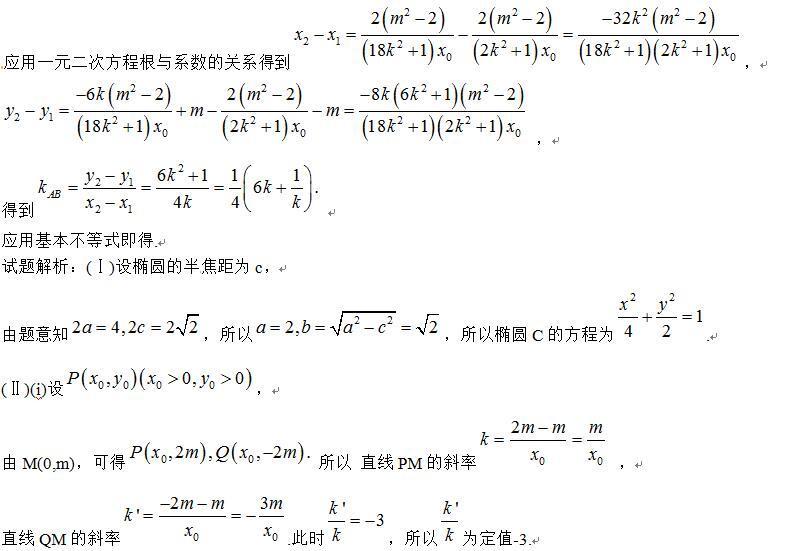 应用一元二次方程根与系数的关系得到 $x_2-x_1=\frac{2(m^2-2)}{(18k^2+1)x_0}-\frac{2(m^2-2)}{(2k^2+1)x_0}=\frac{-32k^2(m^2-2)}{(18k^2+1)(2k^2+1)x_0}$ ，
$y_2-y_1=\frac{-6k(m^2-2)}{(18k^2+1)x_0}+m-\frac{2(m^2-2)}{(2k^2+1)x_0}-m=\frac{-8k(6k^2+1)(m^2-2)}{(18k^2+1)(2k^2+1)x_0}$ ，
得到 $k_{AB}=\frac{y_2-y_1}{x_2-x_1}=\frac{6k^2+1}{4k}=\frac{1}{4}\left(6k+\frac{1}{k}\right).$
应用基本不等式即得.
试题解析：(Ⅰ)设椭圆的半焦距为 c，
由题意知 $2a=4,2c=2\sqrt{2}$ ，所以 $a=2,b=\sqrt{a^2-c^2}=\sqrt{2}$ ，所以椭圆 C 的方程为 $\frac{x^2}{4}+\frac{y^2}{2}=1$ .
(Ⅱ)(i)设 $P(x_0,y_0)(x_0>0,y_0>0)$ ，
由 M(0,m)，可得 $P(x_0,2m),Q(x_0,-2m).$ 所以 直线 PM 的斜率 $k=\frac{2m-m}{x_0}=\frac{m}{x_0}$ ，
直线 QM 的斜率 $k'=\frac{-2m-m}{x_0}=-\frac{3m}{x_0}$ .此时 $\frac{k'}{k}=-3$ ，所以 $\frac{k'}{k}$ 为定值-3.